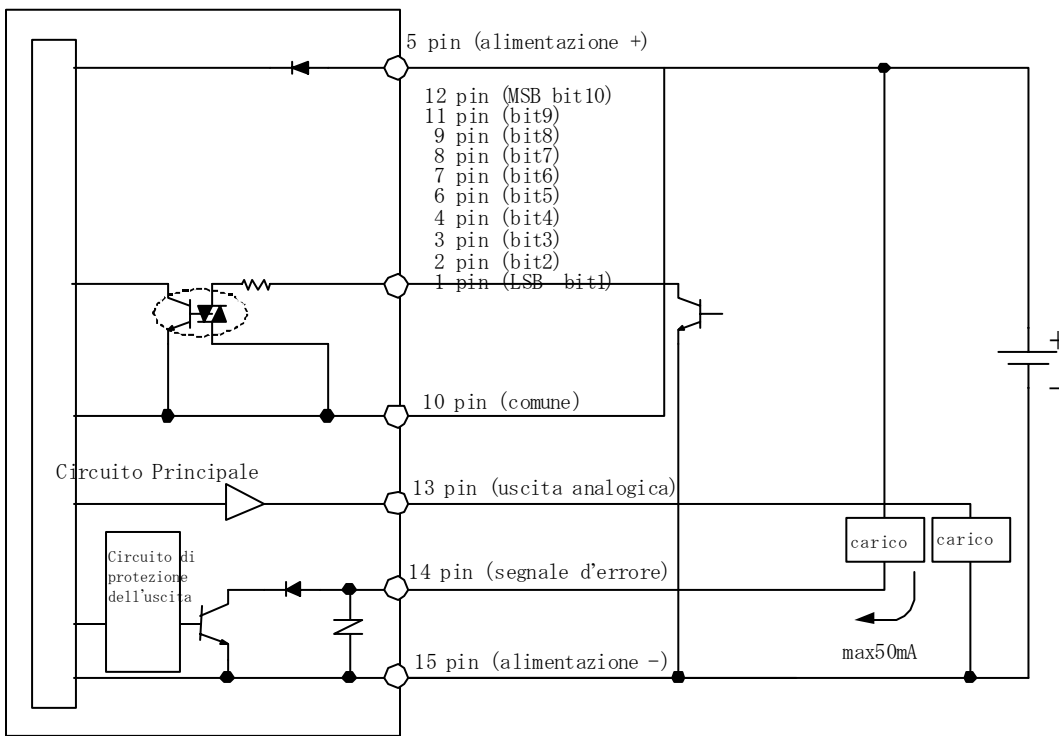 5 pin (alimentazione +)
12 pin (MSB bit10)
11 pin (bit9)
9 pin (bit8)
8 pin (bit7)
7 pin (bit6)
6 pin (bit5)
4 pin (bit4)
3 pin (bit3)
2 pin (bit2)
1 pin (LSB bit1)
+
-
10 pin (comune)
Circuito Principale
13 pin (uscita analogica)
carico
carico
Circuito di
protezione
dell'uscita
14 pin (segnale d'errore)
max50mA
15 pin (alimentazione -)